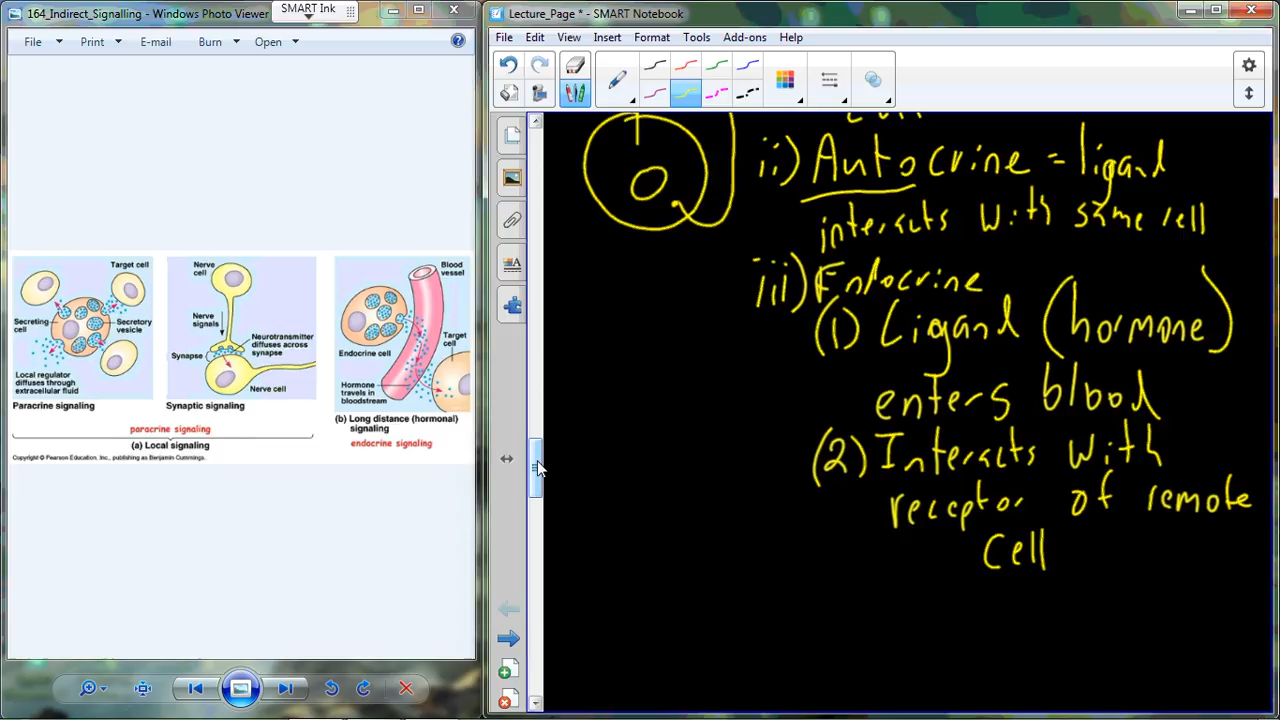 164_Indirect_Signalling - Windows Photo Viewer
SMART Ink
File Print E-mail Burn Open
Target cell
Secreting cell
Secretory vesicle
Local regulator diffuses through extracellular fluid
Paracrine signaling
Nerve cell
Nerve signals
Neurotransmitter diffuses across synapse
Synapse
Nerve cell
Synaptic signaling
paracrine signaling
(a) Local signaling
Blood vessel
Endocrine cell
Target cell
Hormone travels in bloodstream
(b) Long distance (hormonal) signaling
endocrine signaling
Copyright © Pearson Education, Inc., publishing as Benjamin Cummings.
Lecture_Page * - SMART Notebook
File Edit View Insert Format Tools Add-ons Help
ii) Autocrine = ligand
interacts with same cell
iii) Endocrine
(1) Ligand (hormone)
enters blood
(2) Interacts with
receptor of remote
Cell